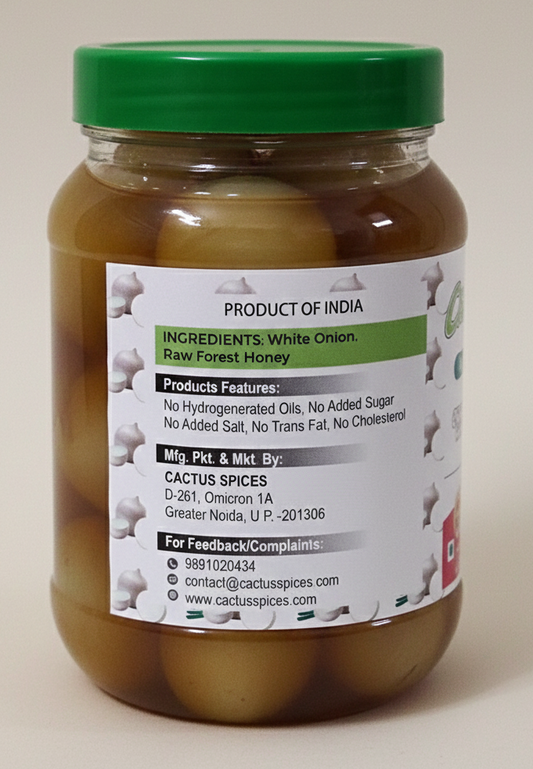 PRODUCT OF INDIA
INGREDIENTS: White Onion.
Raw Forest Honey
Products Features:
No Hydrogenerated Oils, No Added Sugar
No Added Salt, No Trans Fat, No Cholesterol
Mfg. Pkt. & Mkt By:
CACTUS SPICES
D-261, Omicron 1A
Greater Noida, U P. -201306
For Feedback/Complaints:
9891020434
contact@cactusspices.com
www.cactusspices.com